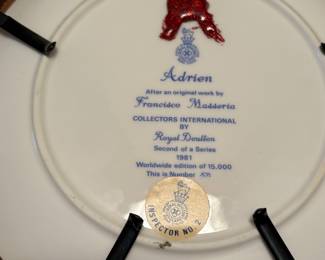 Adrien
After an original work by
Francisco Masseria
COLLECTORS INTERNATIONAL
BY
Royal Doulton
Second of a Series
1981
Worldwide edition of 15,000
This is Number
INSPECTOR NO. 2